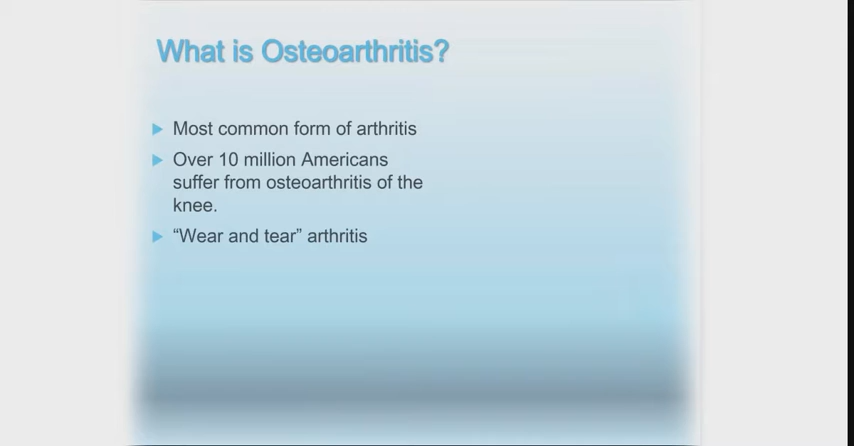 What is Osteoarthritis?
Most common form of arthritis
Over 10 million Americans
suffer from osteoarthritis of the
knee.
“Wear and tear” arthritis